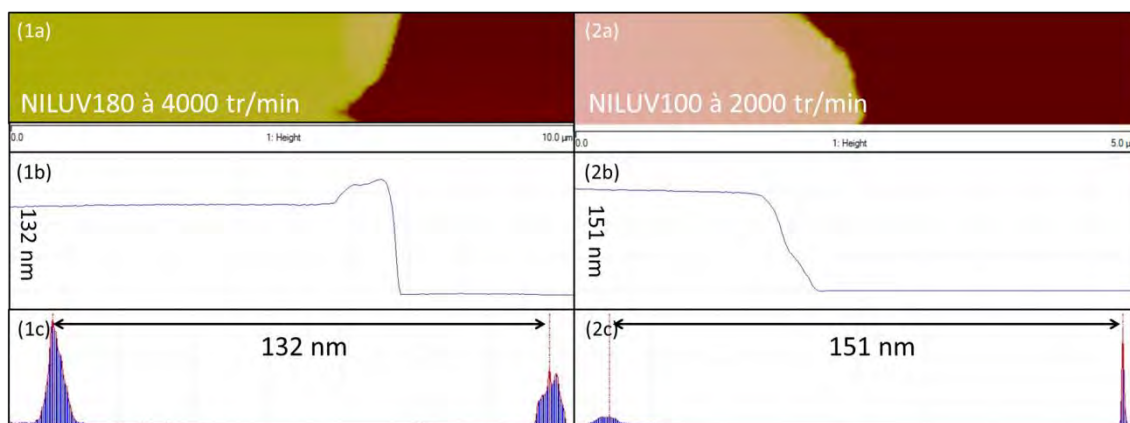 (1a)
NILUV180 à 4000 tr/min
0.0 1: Height 10.0 µm
(1b)
132 nm
(1c)
132 nm
(2a)
NILUV100 à 2000 tr/min
0.0 1: Height 5.0 µ
(2b)
151 nm
(2c)
151 nm